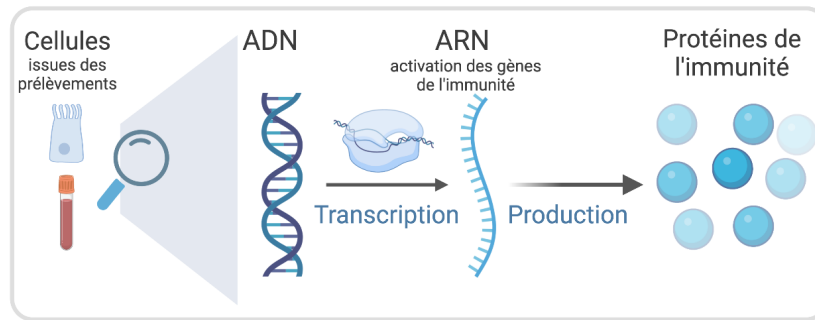 Cellules
issues des
prélèvements
ADN
ARN
activation des gènes
de l'immunité
Protéines de
l'immunité
Transcription
Production